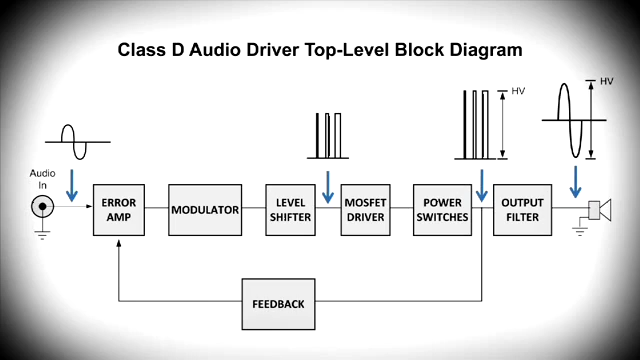 Class D Audio Driver Top-Level Block Diagram
HV
HV
Audio
In
ERROR
AMP
MODULATOR
LEVEL
SHIFTER
MOSFET
DRIVER
POWER
SWITCHES
OUTPUT
FILTER
FEEDBACK